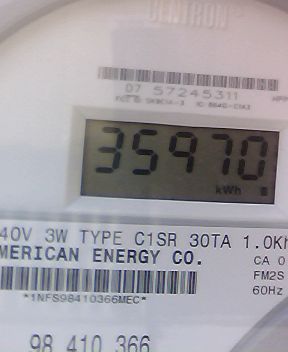 CENTRON
07 57245311
35970
kWh
40V 3W TYPE C1SR 30TA 1.0Kh
MERICAN ENERGY CO.
CA 0
FM2S
60Hz
*1NFS98410366MEC*
98 410 366